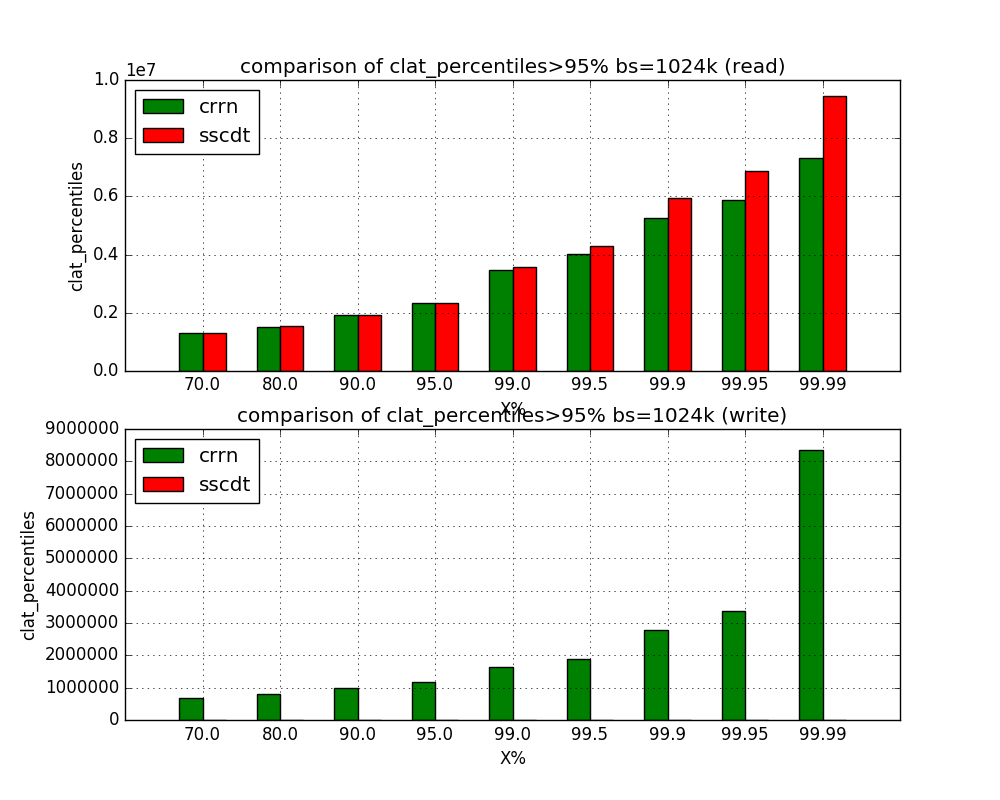 comparison of clat_percentiles>95% bs=1024k (read)
1e7
1.0
0.8
0.6
0.4
0.2
0.0
clat_percentiles
crrn
sscdt
70.0 80.0 90.0 95.0 99.0 99.5 99.9 99.95 99.99
X%
comparison of clat_percentiles>95% bs=1024k (write)
9000000
8000000
7000000
6000000
5000000
4000000
3000000
2000000
1000000
0
clat_percentiles
crrn
sscdt
70.0 80.0 90.0 95.0 99.0 99.5 99.9 99.95 99.99
X%